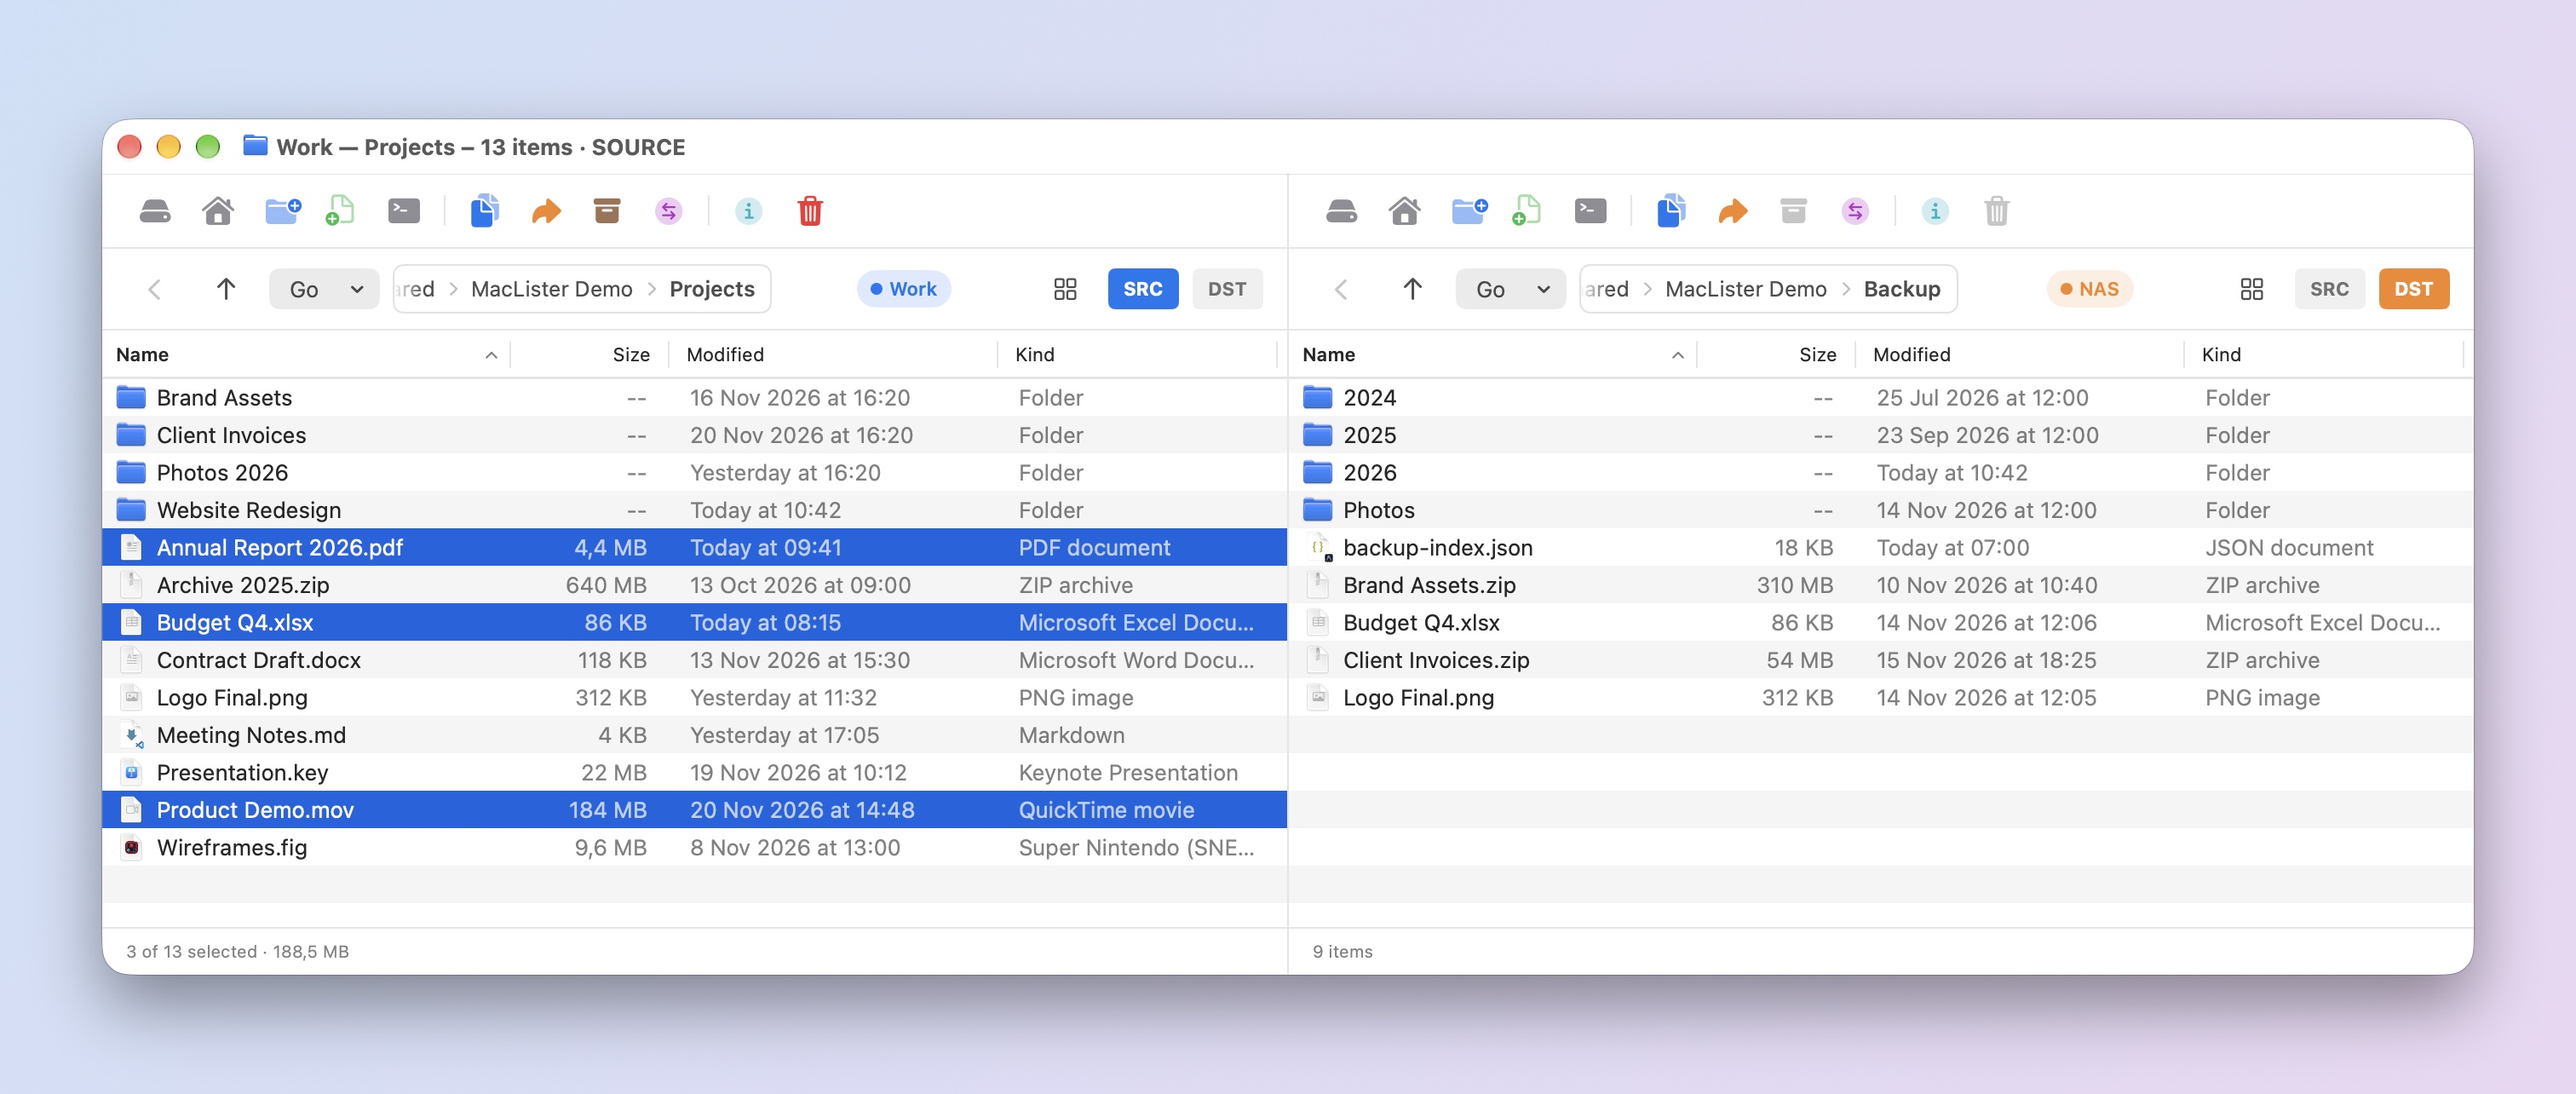 Work — Projects – 13 items · SOURCE
Go ared > MacLister Demo > Projects Work SRC DST
Name Size Modified Kind
Brand Assets -- 16 Nov 2026 at 16:20 Folder
Client Invoices -- 20 Nov 2026 at 16:20 Folder
Photos 2026 -- Yesterday at 16:20 Folder
Website Redesign -- Today at 10:42 Folder
Annual Report 2026.pdf 4,4 MB Today at 09:41 PDF document
Archive 2025.zip 640 MB 13 Oct 2026 at 09:00 ZIP archive
Budget Q4.xlsx 86 KB Today at 08:15 Microsoft Excel Docu...
Contract Draft.docx 118 KB 13 Nov 2026 at 15:30 Microsoft Word Docu...
Logo Final.png 312 KB Yesterday at 11:32 PNG image
Meeting Notes.md 4 KB Yesterday at 17:05 Markdown
Presentation.key 22 MB 19 Nov 2026 at 10:12 Keynote Presentation
Product Demo.mov 184 MB 20 Nov 2026 at 14:48 QuickTime movie
Wireframes.fig 9,6 MB 8 Nov 2026 at 13:00 Super Nintendo (SNE...
3 of 13 selected · 188,5 MB
Go ared > MacLister Demo > Backup NAS SRC DST
Name Size Modified Kind
2024 -- 25 Jul 2026 at 12:00 Folder
2025 -- 23 Sep 2026 at 12:00 Folder
2026 -- Today at 10:42 Folder
Photos -- 14 Nov 2026 at 12:00 Folder
backup-index.json 18 KB Today at 07:00 JSON document
Brand Assets.zip 310 MB 10 Nov 2026 at 10:40 ZIP archive
Budget Q4.xlsx 86 KB 14 Nov 2026 at 12:06 Microsoft Excel Docu...
Client Invoices.zip 54 MB 15 Nov 2026 at 18:25 ZIP archive
Logo Final.png 312 KB 14 Nov 2026 at 12:05 PNG image
9 items